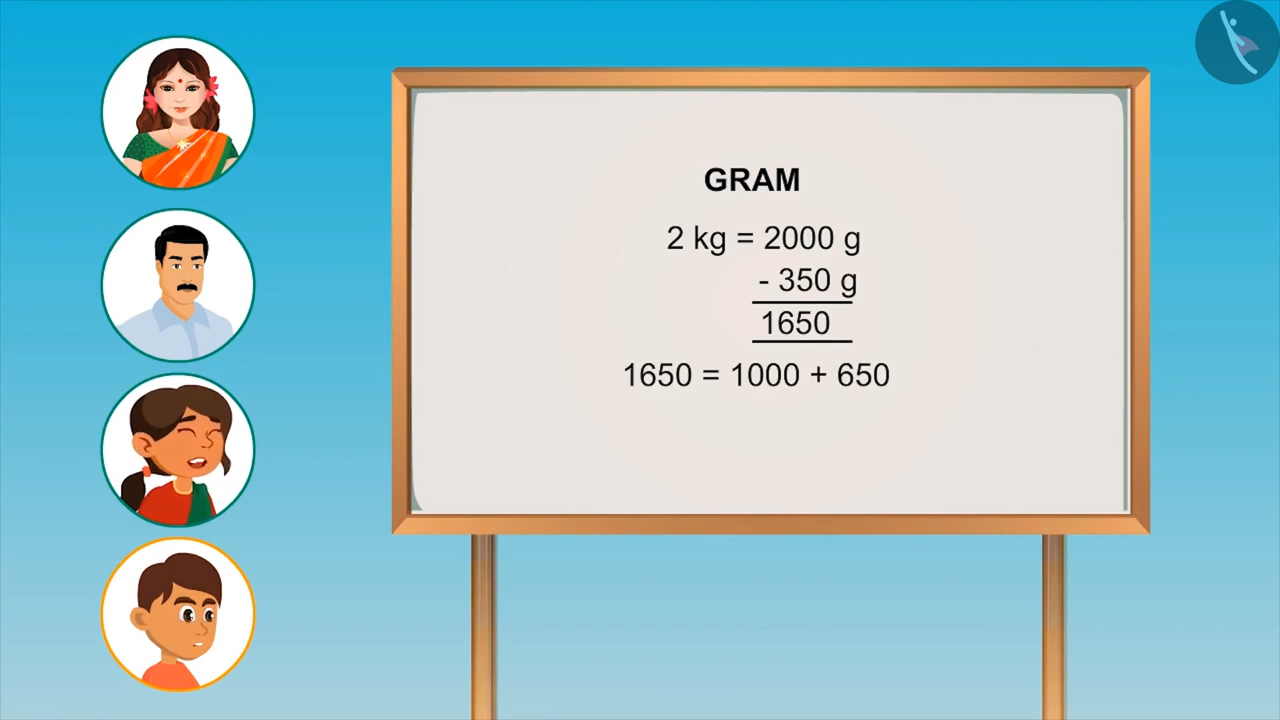 GRAM
2 kg = 2000 g
- 350 g
1650
1650 = 1000 + 650